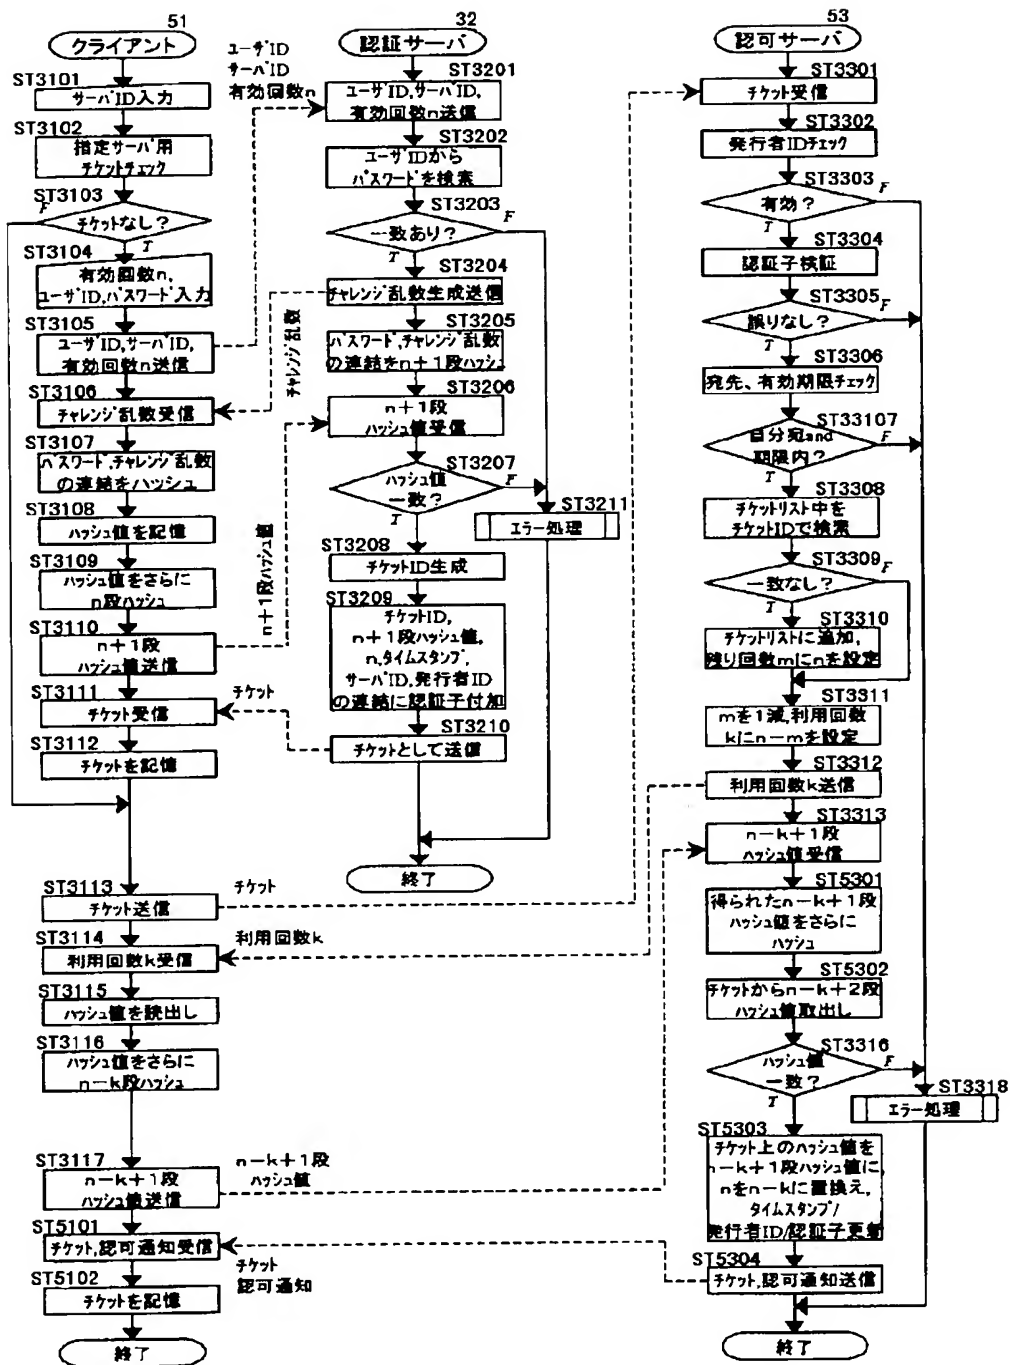 51
クライアント
ST3101
サーバID入力
ST3102
指定サーバ用
チケットチェック
ST3103
F
チケットなし?
T
ST3104
有効回数n,
ユーザID,パスワード入力
ST3105
ユーザID,サーバID,
有効回数n送信
ST3106
チャレンジ乱数受信
ST3107
パスワード,チャレンジ乱数
の連結をハッシュ
ST3108
ハッシュ値を記憶
ST3109
ハッシュ値をさらに
n段ハッシュ
ST3110
n+1段
ハッシュ値送信
ST3111
チケット受信
ST3112
チケットを記憶
ST3113
チケット送信
ST3114
利用回数k受信
ST3115
ハッシュ値を読出し
ST3116
ハッシュ値をさらに
n-k段ハッシュ
ST3117
n-k+1段
ハッシュ値送信
ST5101
チケット,認可通知受信
ST5102
チケットを記憶
終了
ユーザID
サーバID
有効回数n
チャレンジ乱数
n+1段ハッシュ値
チケット
チケット
利用回数k
n-k+1段
ハッシュ値
チケット
認可通知
32
認証サーバ
ST3201
ユーザID,サーバID,
有効回数n送信
ST3202
ユーザIDから
パスワードを検索
ST3203
一致あり?
F
T
ST3204
チャレンジ乱数生成送信
ST3205
パスワード,チャレンジ乱数
の連結をn+1段ハッシュ
ST3206
n+1段
ハッシュ値受信
ST3207
ハッシュ値
一致?
F
T
ST3211
エラー処理
ST3208
チケットID生成
ST3209
チケットID,
n+1段ハッシュ値,
n,タイムスタンプ,
サーバID,発行者ID
の連結に認証子付加
ST3210
チケットとして送信
終了
53
認可サーバ
ST3301
チケット受信
ST3302
発行者IDチェック
ST3303
有効?
F
T
ST3304
認証子検証
ST3305
誤りなし?
F
T
ST3306
宛先、有効期限チェック
ST33107
自分宛and
期限内?
F
T
ST3308
チケットリスト中を
チケットIDで検索
ST3309
一致なし?
F
T
ST3310
チケットリストに追加,
残り回数mにnを設定
ST3311
mを1減,利用回数
kにn-mを設定
ST3312
利用回数k送信
ST3313
n-k+1段
ハッシュ値受信
ST5301
得られたn-k+1段
ハッシュ値をさらに
ハッシュ
ST5302
チケットからn-k+2段
ハッシュ値取出し
ST3316
ハッシュ値
一致?
F
T
ST3318
エラー処理
ST5303
チケット上のハッシュ値を
n-k+1段ハッシュ値に,
nをn-kに置換え,
タイムスタンプ/
発行者ID/認証子更新
ST5304
チケット,認可通知送信
終了